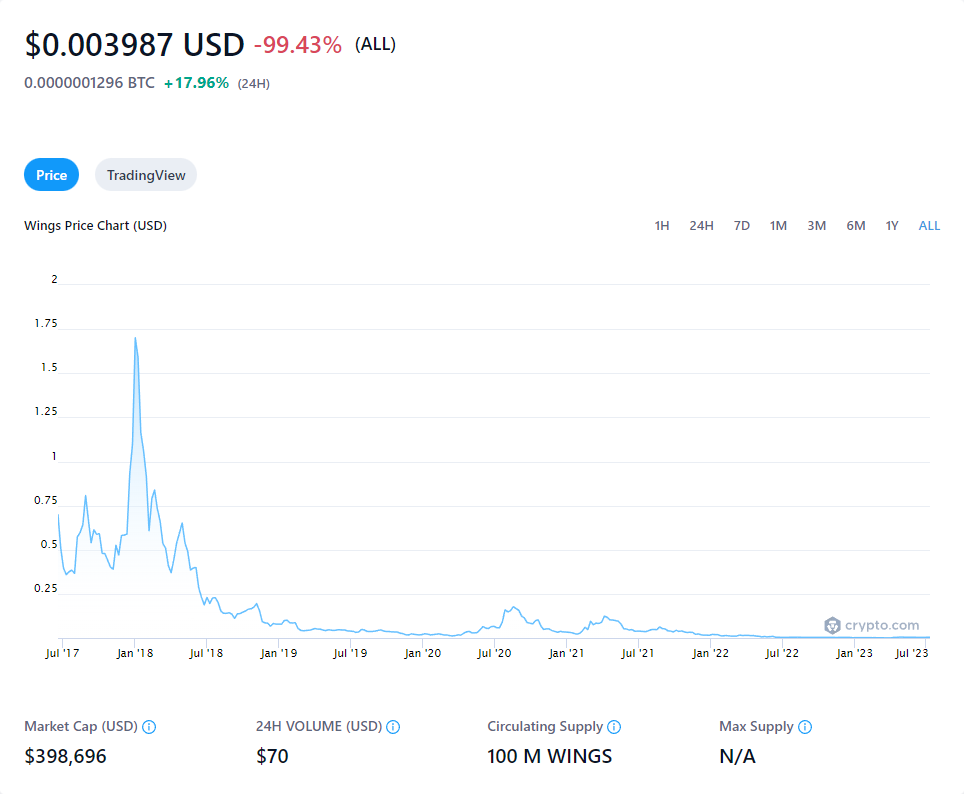 $0.003987 USD -99.43% (ALL)
0.0000001296 BTC +17.96% (24H)
Price TradingView
Wings Price Chart (USD) 1H 24H 7D 1M 3M 6M 1Y ALL
2
1.75
1.5
1.25
1
0.75
0.5
0.25
crypto.com
Jul '17 Jan '18 Jul '18 Jan '19 Jul '19 Jan '20 Jul '20 Jan '21 Jul '21 Jan '22 Jul '22 Jan '23 Jul '23
Market Cap (USD) 24H VOLUME (USD) Circulating Supply Max Supply
$398,696 $70 100 M WINGS N/A